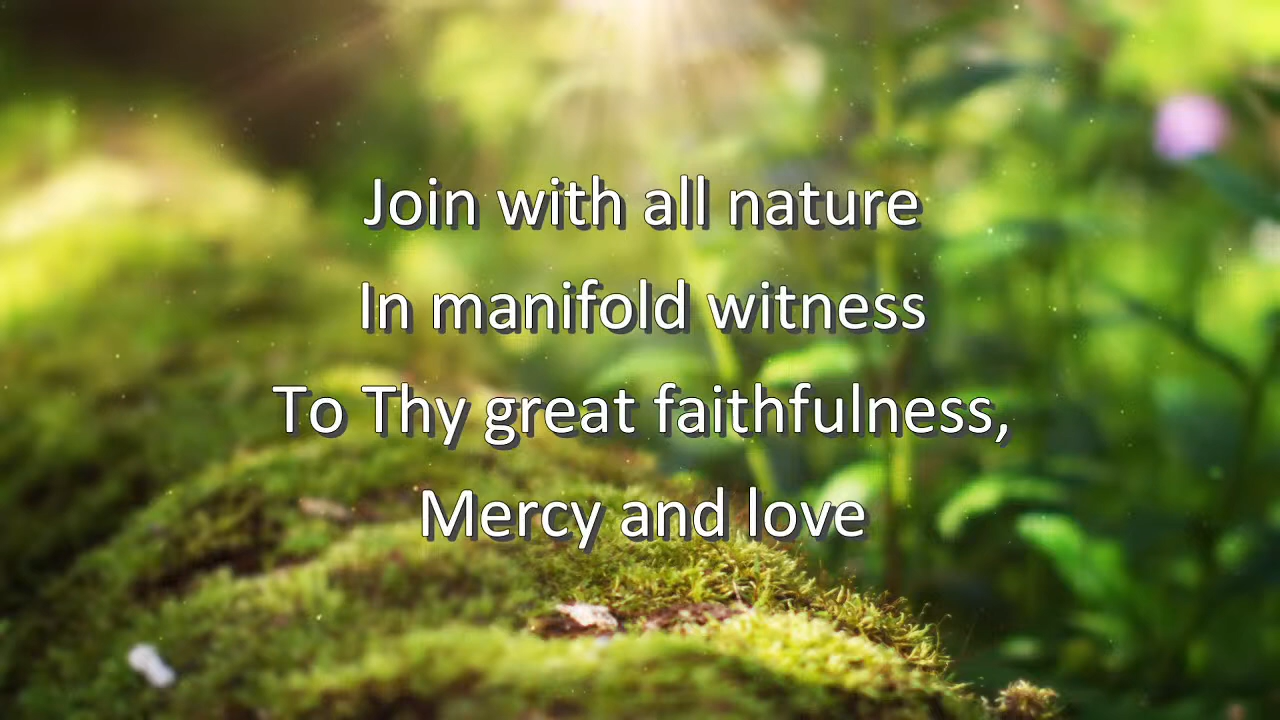 Join with all nature
In manifold witness
To Thy great faithfulness,
Mercy and love